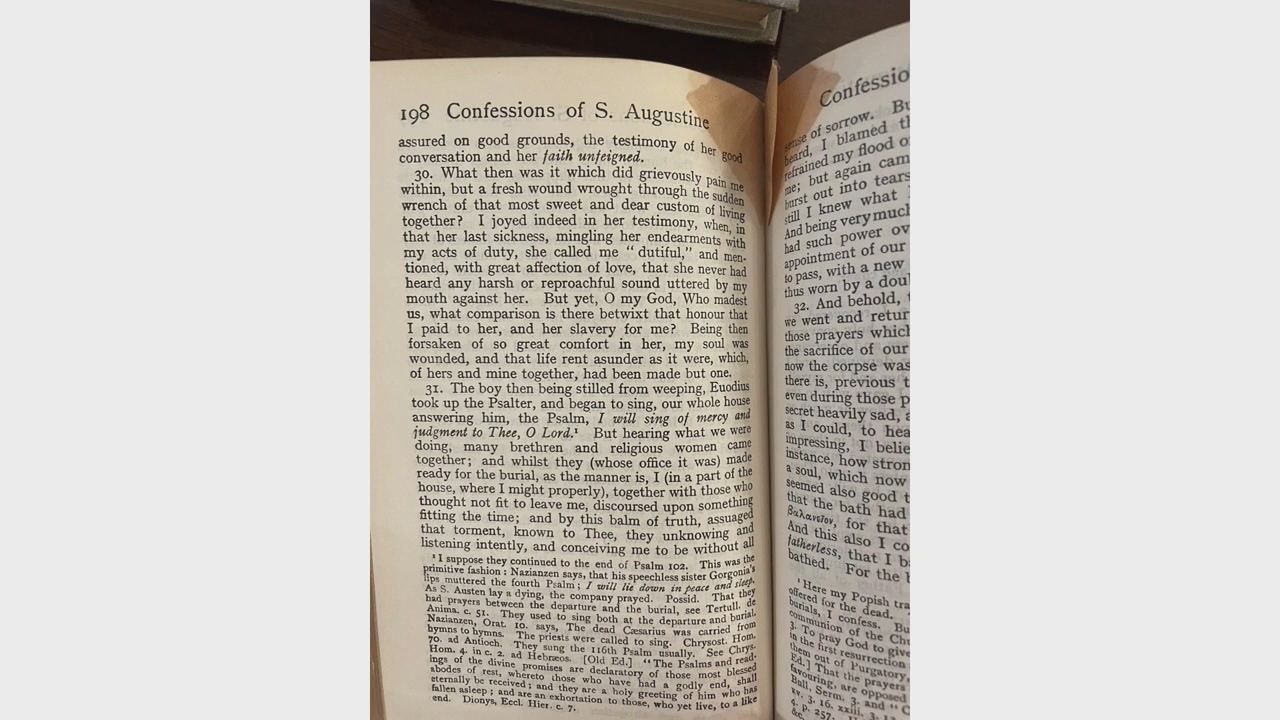 198 Confessions of S. Augustine
assured on good grounds, the testimony of her good
conversation and her faith unfeigned.
30. What then was it which did grievously pain me
within, but a fresh wound wrought through the sudden
wrench of that most sweet and dear custom of living
together? I joyed indeed in her testimony, when, in
that her last sickness, mingling her endearments with
my acts of duty, she called me "dutiful," and men-
tioned, with great affection of love, that she never had
heard any harsh or reproachful sound uttered by my
mouth against her. But yet, O my God, Who madest
us, what comparison is there betwixt that honour that
I paid to her, and her slavery for me? Being then
forsaken of so great comfort in her, my soul was
wounded, and that life rent asunder as it were, which,
of hers and mine together, had been made but one.
31. The boy then being stilled from weeping, Euodius
took up the Psalter, and began to sing, our whole house
answering him, the Psalm, I will sing of mercy and
judgment to Thee, O Lord.¹ But hearing what we were
doing, many brethren and religious women came
together; and whilst they (whose office it was) made
ready for the burial, as the manner is, I (in a part of the
house, where I might properly), together with those who
thought not fit to leave me, discoursed upon something
fitting the time; and by this balm of truth, assuaged
that torment, known to Thee, they unknowing and
listening intently, and conceiving me to be without all
¹ I suppose they continued to the end of Psalm 102. This was the
primitive fashion: Nazianzen says, that his speechless sister Gorgonia's
lips muttered the fourth Psalm; I will lie down in peace and sleep.
As S. Austen lay a dying, the company prayed. Possid. That they
had prayers between the departure and the burial, see Tertull. de
Anima. c. 51. They used to sing both at the departure and burial.
Nazianzen, Orat. 10. says, The dead Cæsarius was carried from
hymns to hymns. The priests were called to sing. Chrysost. Hom.
70. ad Antioch. They sung the 116th Psalm usually. See Chrys.
Hom. 4. in c. 2. ad Hebræos. [Old Ed.] "The Psalms and read-
ings of the divine promises are declaratory of those most blessed
abodes of rest, whereto those who have had a godly end, shall
eternally be received; and they are a holy greeting of him who has
fallen asleep; and are an exhortation to those, who yet live, to a like
end. Dionys, Eccl. Hier. c. 7.
Confessio
sense of sorrow. Bu
heard, I blamed th
refrained my flood o
me; but again cam
burst out into tears
still I knew what
And being very much
had such power ov
appointment of our
to pass, with a new
thus worn by a dou
32. And behold,
we went and retur
those prayers which
the sacrifice of our
now the corpse was
there is, previous t
even during those p
secret heavily sad, a
as I could, to hea
impressing, I belie
instance, how stron
a soul, which now
seemed also good t
that the bath had
βαλανεῖον, for that
And this also I co
fatherless, that I b
bathed. For the b
¹ Here my Popish tra
offered for the dead.
burials, I confess. Bu
communion of the Chu
3. To pray God to give
in the first resurrection
them out of Purgatory,
Ed.] That the prayers
favouring, are opposed
Bull, Serm. 3. and "C
xv. 3. 16. xxiii. 3.
4. p. 257.
&c.